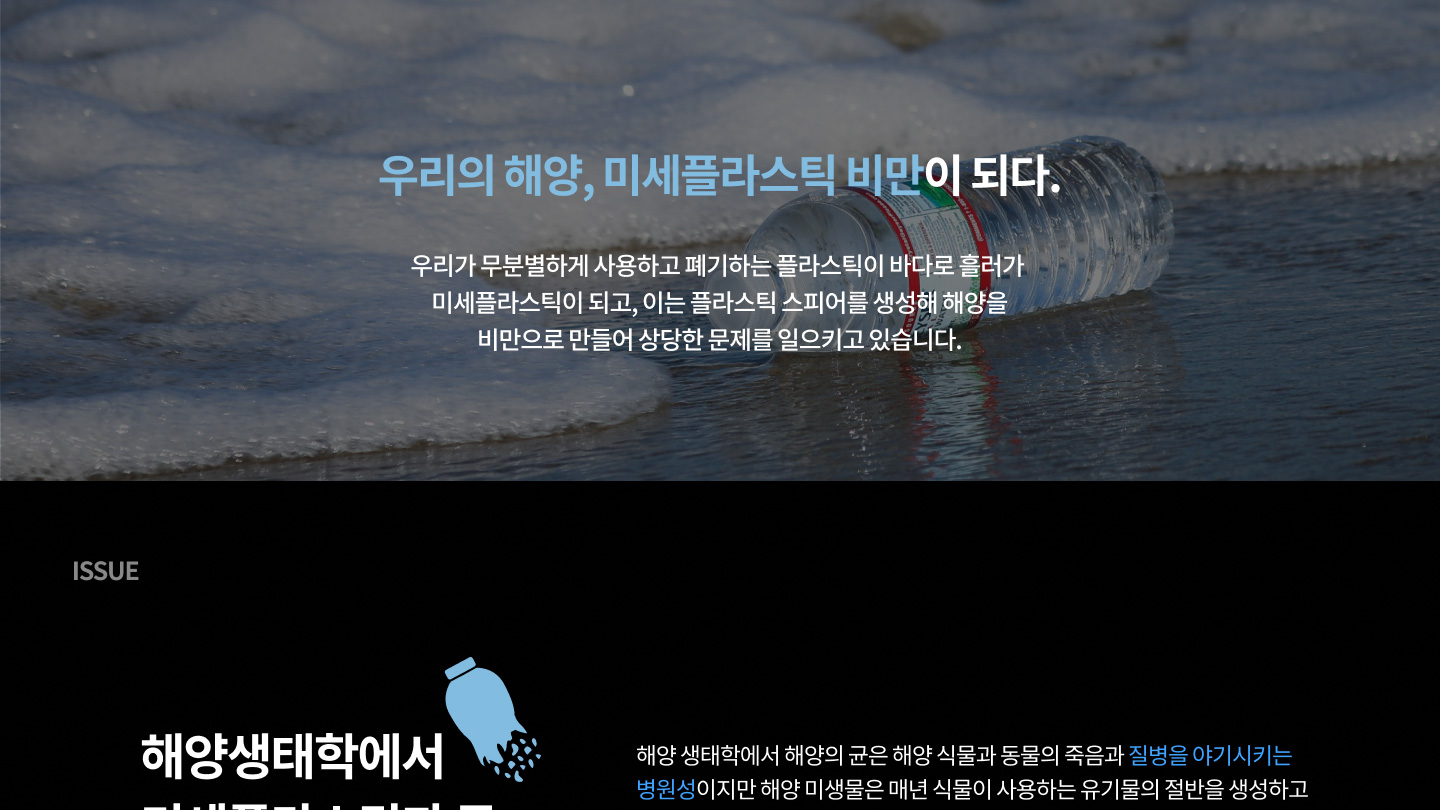 우리의 해양, 미세플라스틱 비만이 되다.
우리가 무분별하게 사용하고 폐기하는 플라스틱이 바다로 흘러가
미세플라스틱이 되고, 이는 플라스틱 스피어를 생성해 해양을
비만으로 만들어 상당한 문제를 일으키고 있습니다.
ISSUE
해양생태학에서
해양 생태학에서 해양의 균은 해양 식물과 동물의 죽음과 질병을 야기시키는
병원성이지만 해양 미생물은 매년 식물이 사용하는 유기물의 절반을 생성하고